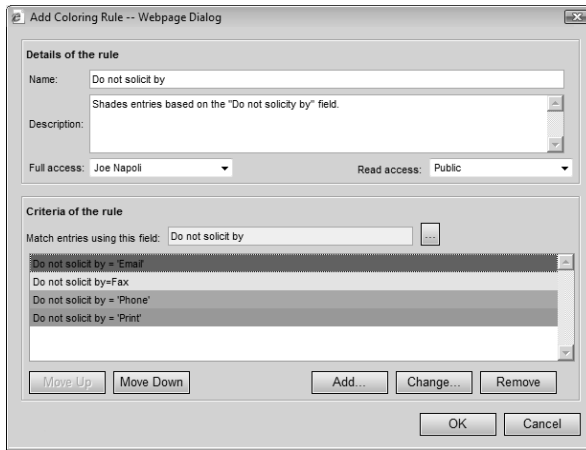 Add Coloring Rule -- Webpage Dialog
Details of the rule
Name: Do not solicit by
Description: Shades entries based on the "Do not solicity by" field.
Full access: Joe Napoli Read access: Public
Criteria of the rule
Match entries using this field: Do not solicit by ...
Do not solicit by = 'Email'
Do not solicit by=Fax
Do not solicit by = 'Phone'
Do not solicit by = 'Print'
Move Up Move Down Add... Change... Remove
OK Cancel